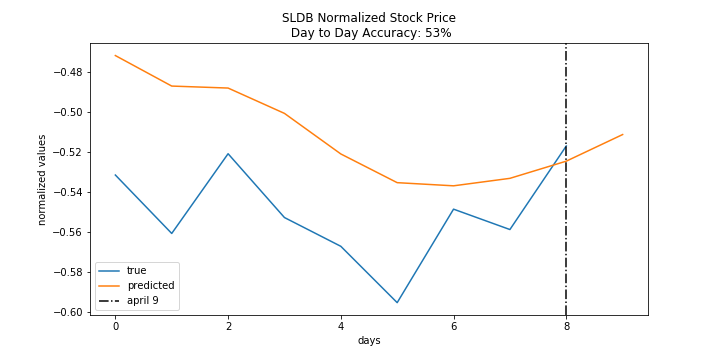 SLDB Normalized Stock Price
Day to Day Accuracy: 53%
normalized values
−0.48
−0.50
−0.52
−0.54
−0.56
−0.58
−0.60
true
predicted
april 9
0 2 4 6 8
days